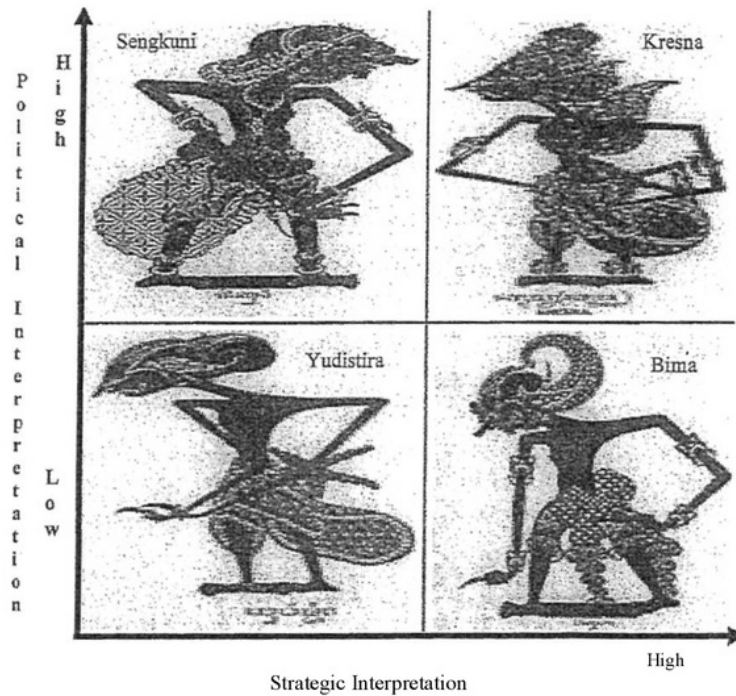 Sengkuni
Kresna
Political Interpretation
High
Yudistira
Bima
Low
High
Strategic Interpretation